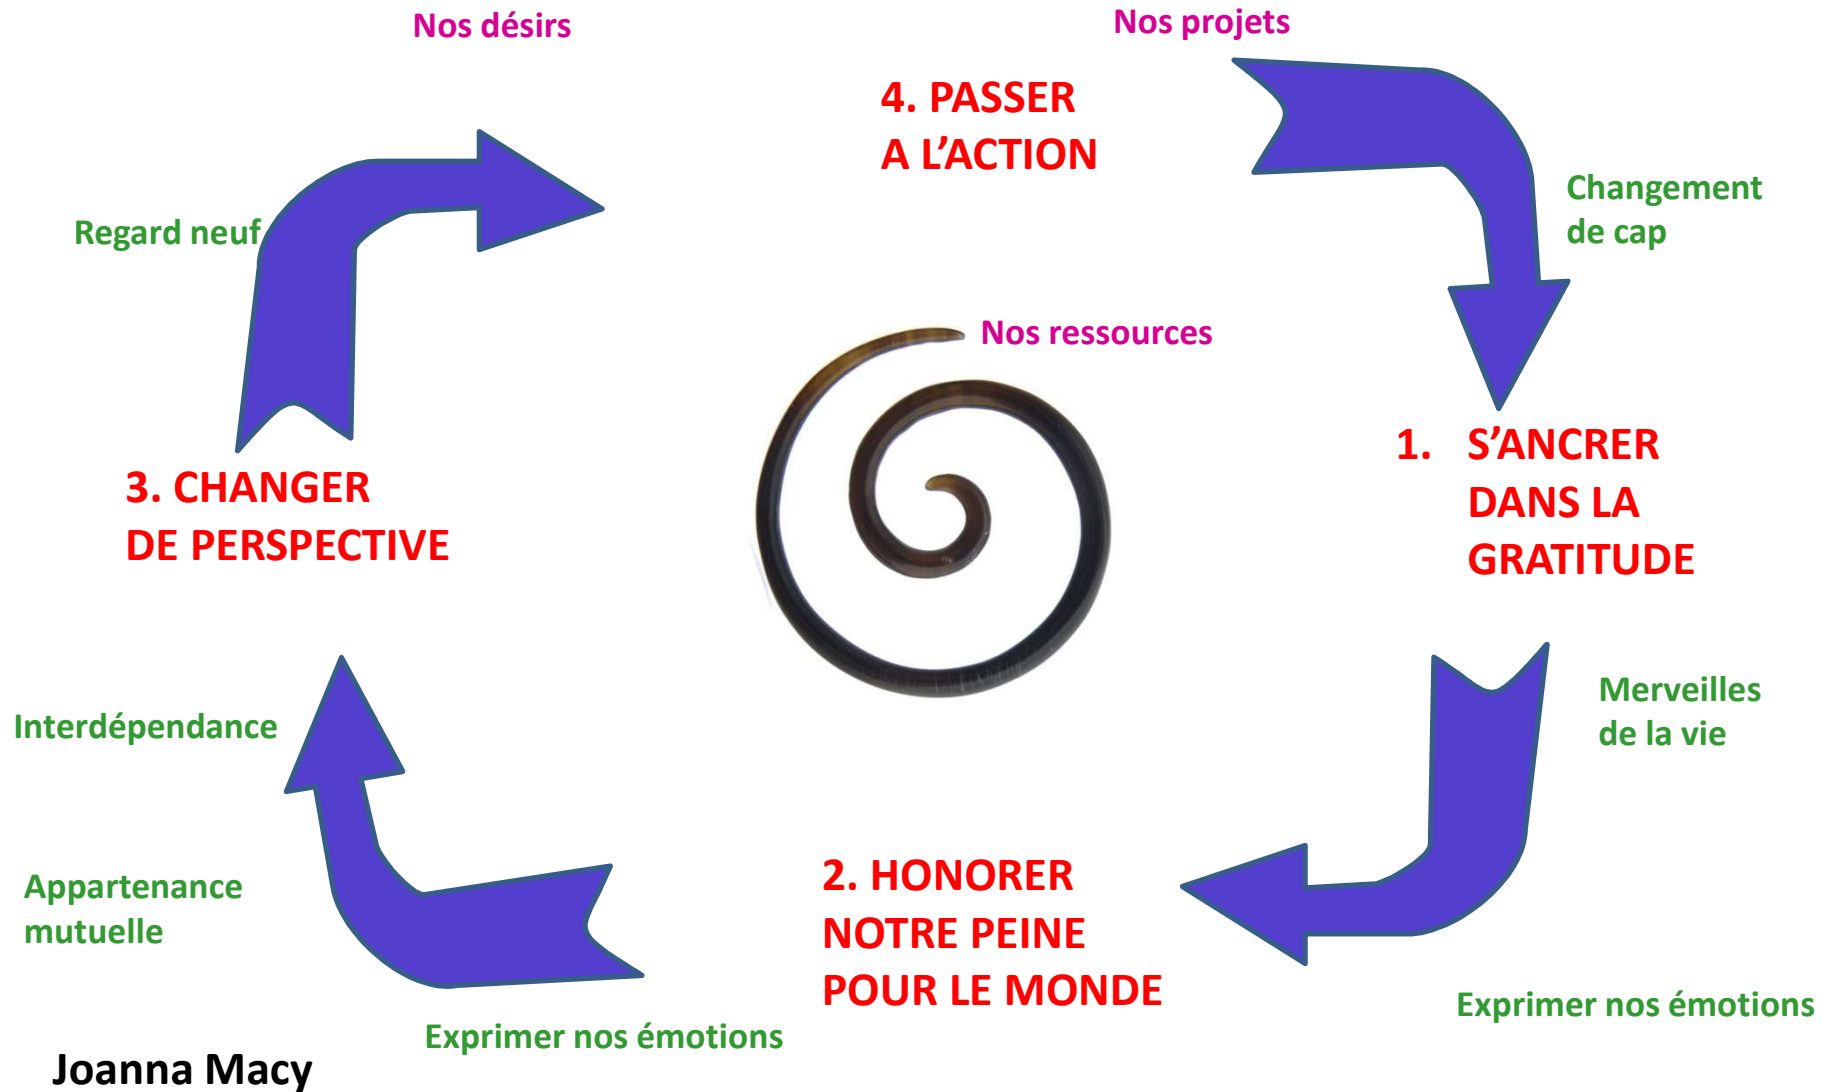 Nos désirs
Nos projets
4. PASSER
A L’ACTION
Changement
de cap
Regard neuf
Nos ressources
1. S’ANCRER
DANS LA
GRATITUDE
3. CHANGER
DE PERSPECTIVE
Merveilles
de la vie
Interdépendance
2. HONORER
NOTRE PEINE
POUR LE MONDE
Appartenance
mutuelle
Exprimer nos émotions
Exprimer nos émotions
Joanna Macy